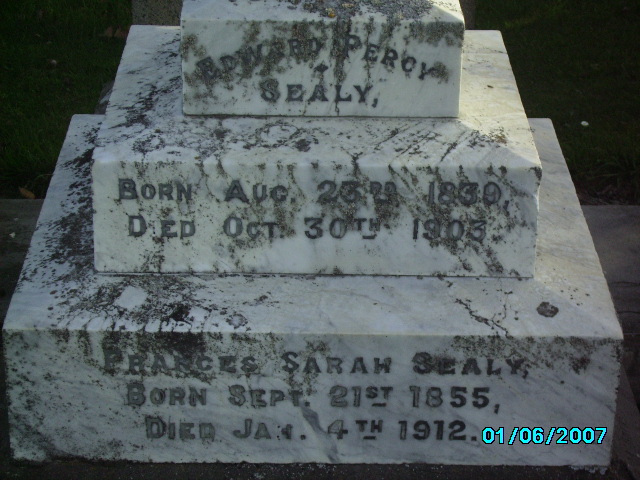 Edward Percy
Sealy,
Born Aug 23rd 1839,
Died Oct. 30th 1903
Frances Sarah Sealy,
Born Sept. 21st 1855,
Died Jan. 4th 1912.
01/06/2007